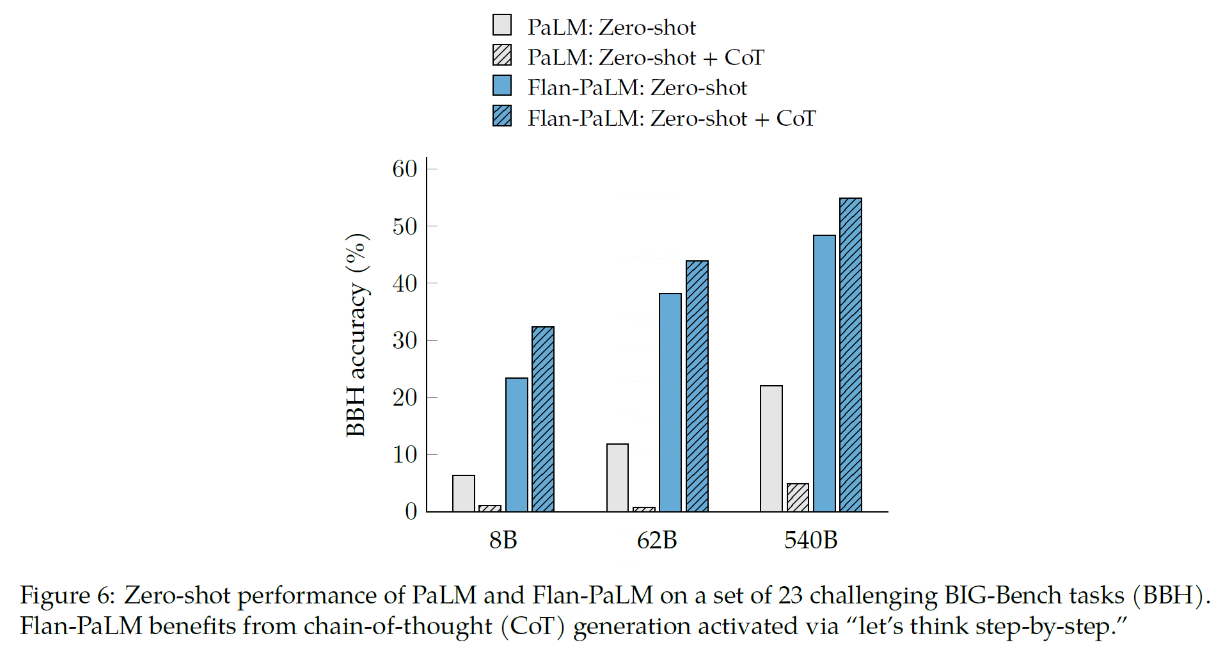 PaLM: Zero-shot
PaLM: Zero-shot + CoT
Flan-PaLM: Zero-shot
Flan-PaLM: Zero-shot + CoT
60
50
40
30
20
10
0
BBH accuracy (%)
8B
62B
540B
Figure 6: Zero-shot performance of PaLM and Flan-PaLM on a set of 23 challenging BIG-Bench tasks (BBH).
Flan-PaLM benefits from chain-of-thought (CoT) generation activated via “let’s think step-by-step.”